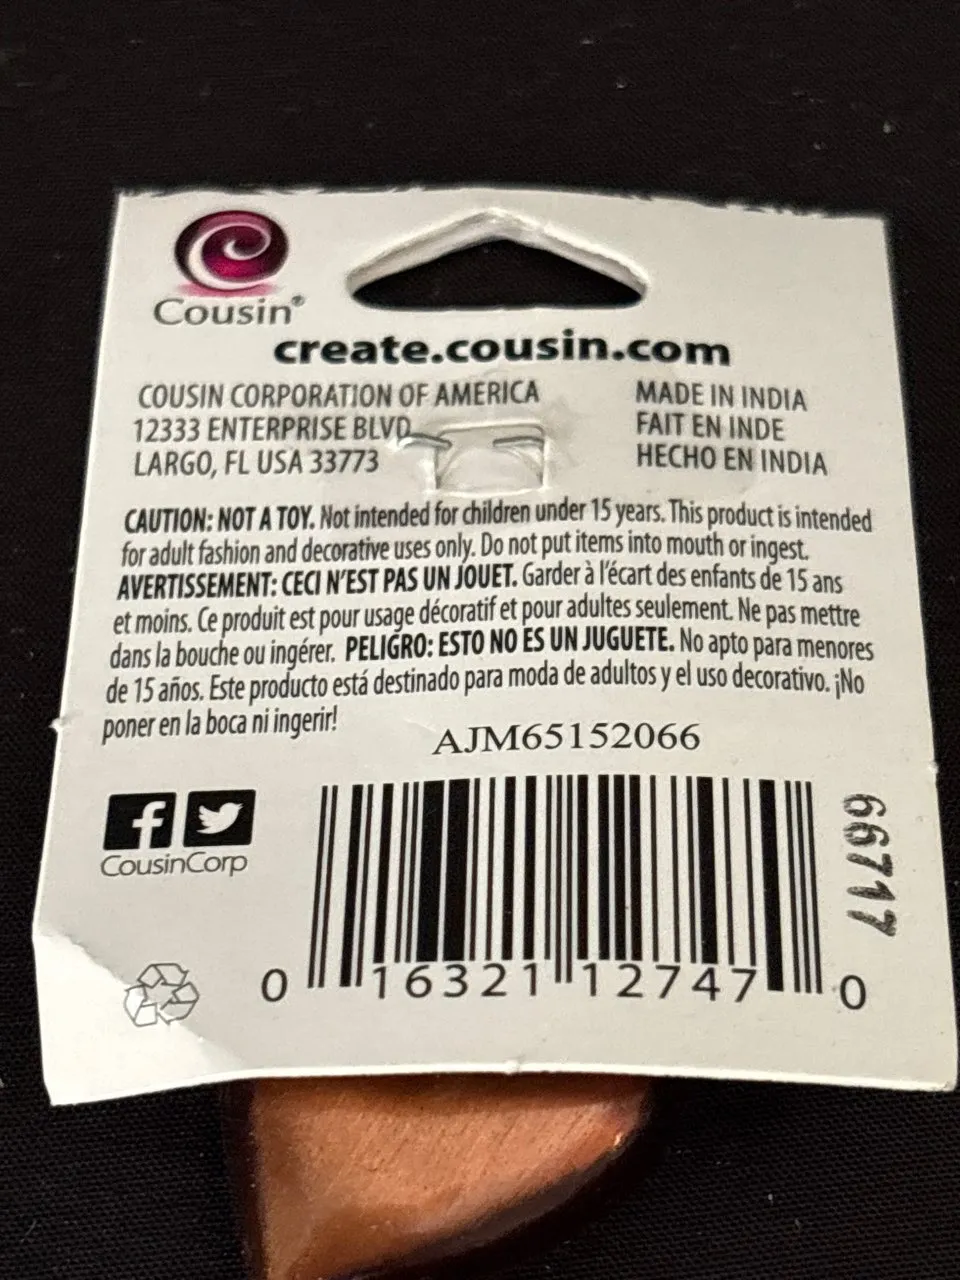 Cousin®
create.cousin.com
COUSIN CORPORATION OF AMERICA
12333 ENTERPRISE BLVD
LARGO, FL USA 33773
MADE IN INDIA
FAIT EN INDE
HECHO EN INDIA
CAUTION: NOT A TOY. Not intended for children under 15 years. This product is intended
for adult fashion and decorative uses only. Do not put items into mouth or ingest.
AVERTISSEMENT: CECI N'EST PAS UN JOUET. Garder à l'écart des enfants de 15 ans
et moins. Ce produit est pour usage décoratif et pour adultes seulement. Ne pas mettre
dans la bouche ou ingérer. PELIGRO: ESTO NO ES UN JUGUETE. No apto para menores
de 15 años. Este producto está destinado para moda de adultos y el uso decorativo. ¡No
poner en la boca ni ingerir!
AJM65152066
CousinCorp
66717
0 16321 12747 0